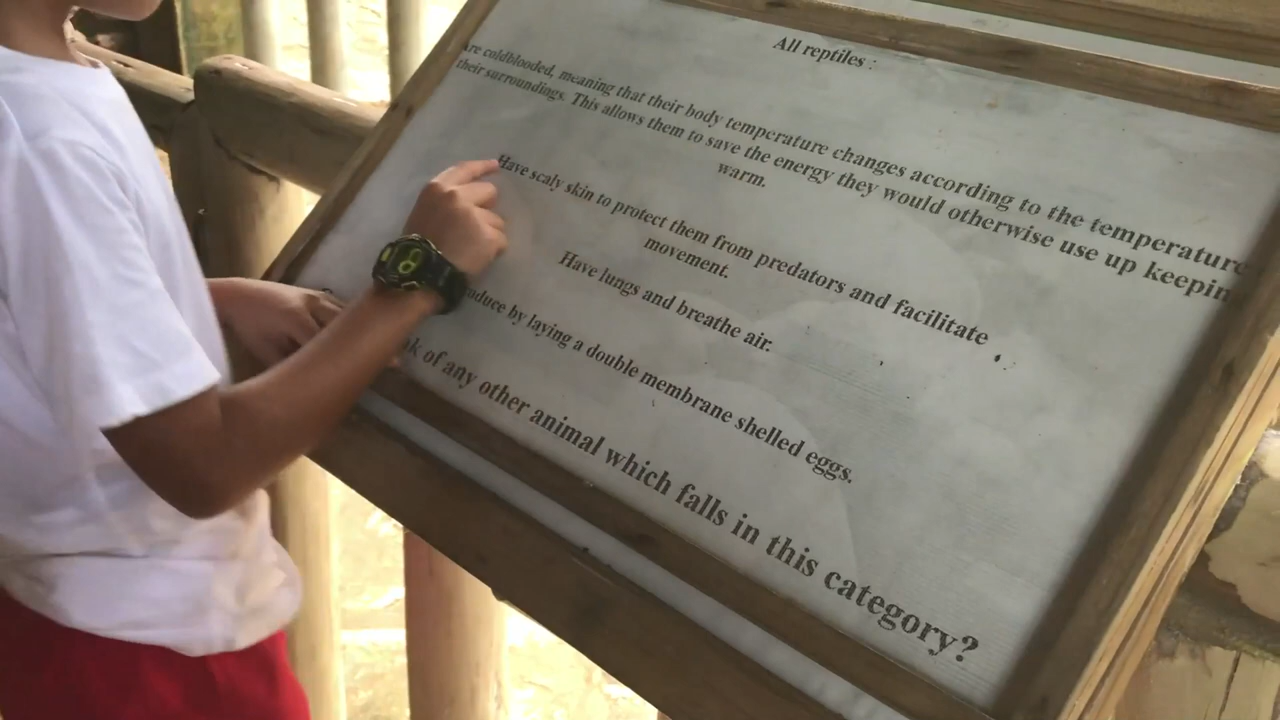 All reptiles :
Are coldblooded, meaning that their body temperature changes according to the temperature
their surroundings. This allows them to save the energy they would otherwise use up keepin
warm.
Have scaly skin to protect them from predators and facilitate
movement.
Have lungs and breathe air.
oduce by laying a double membrane shelled eggs.
k of any other animal which falls in this category?